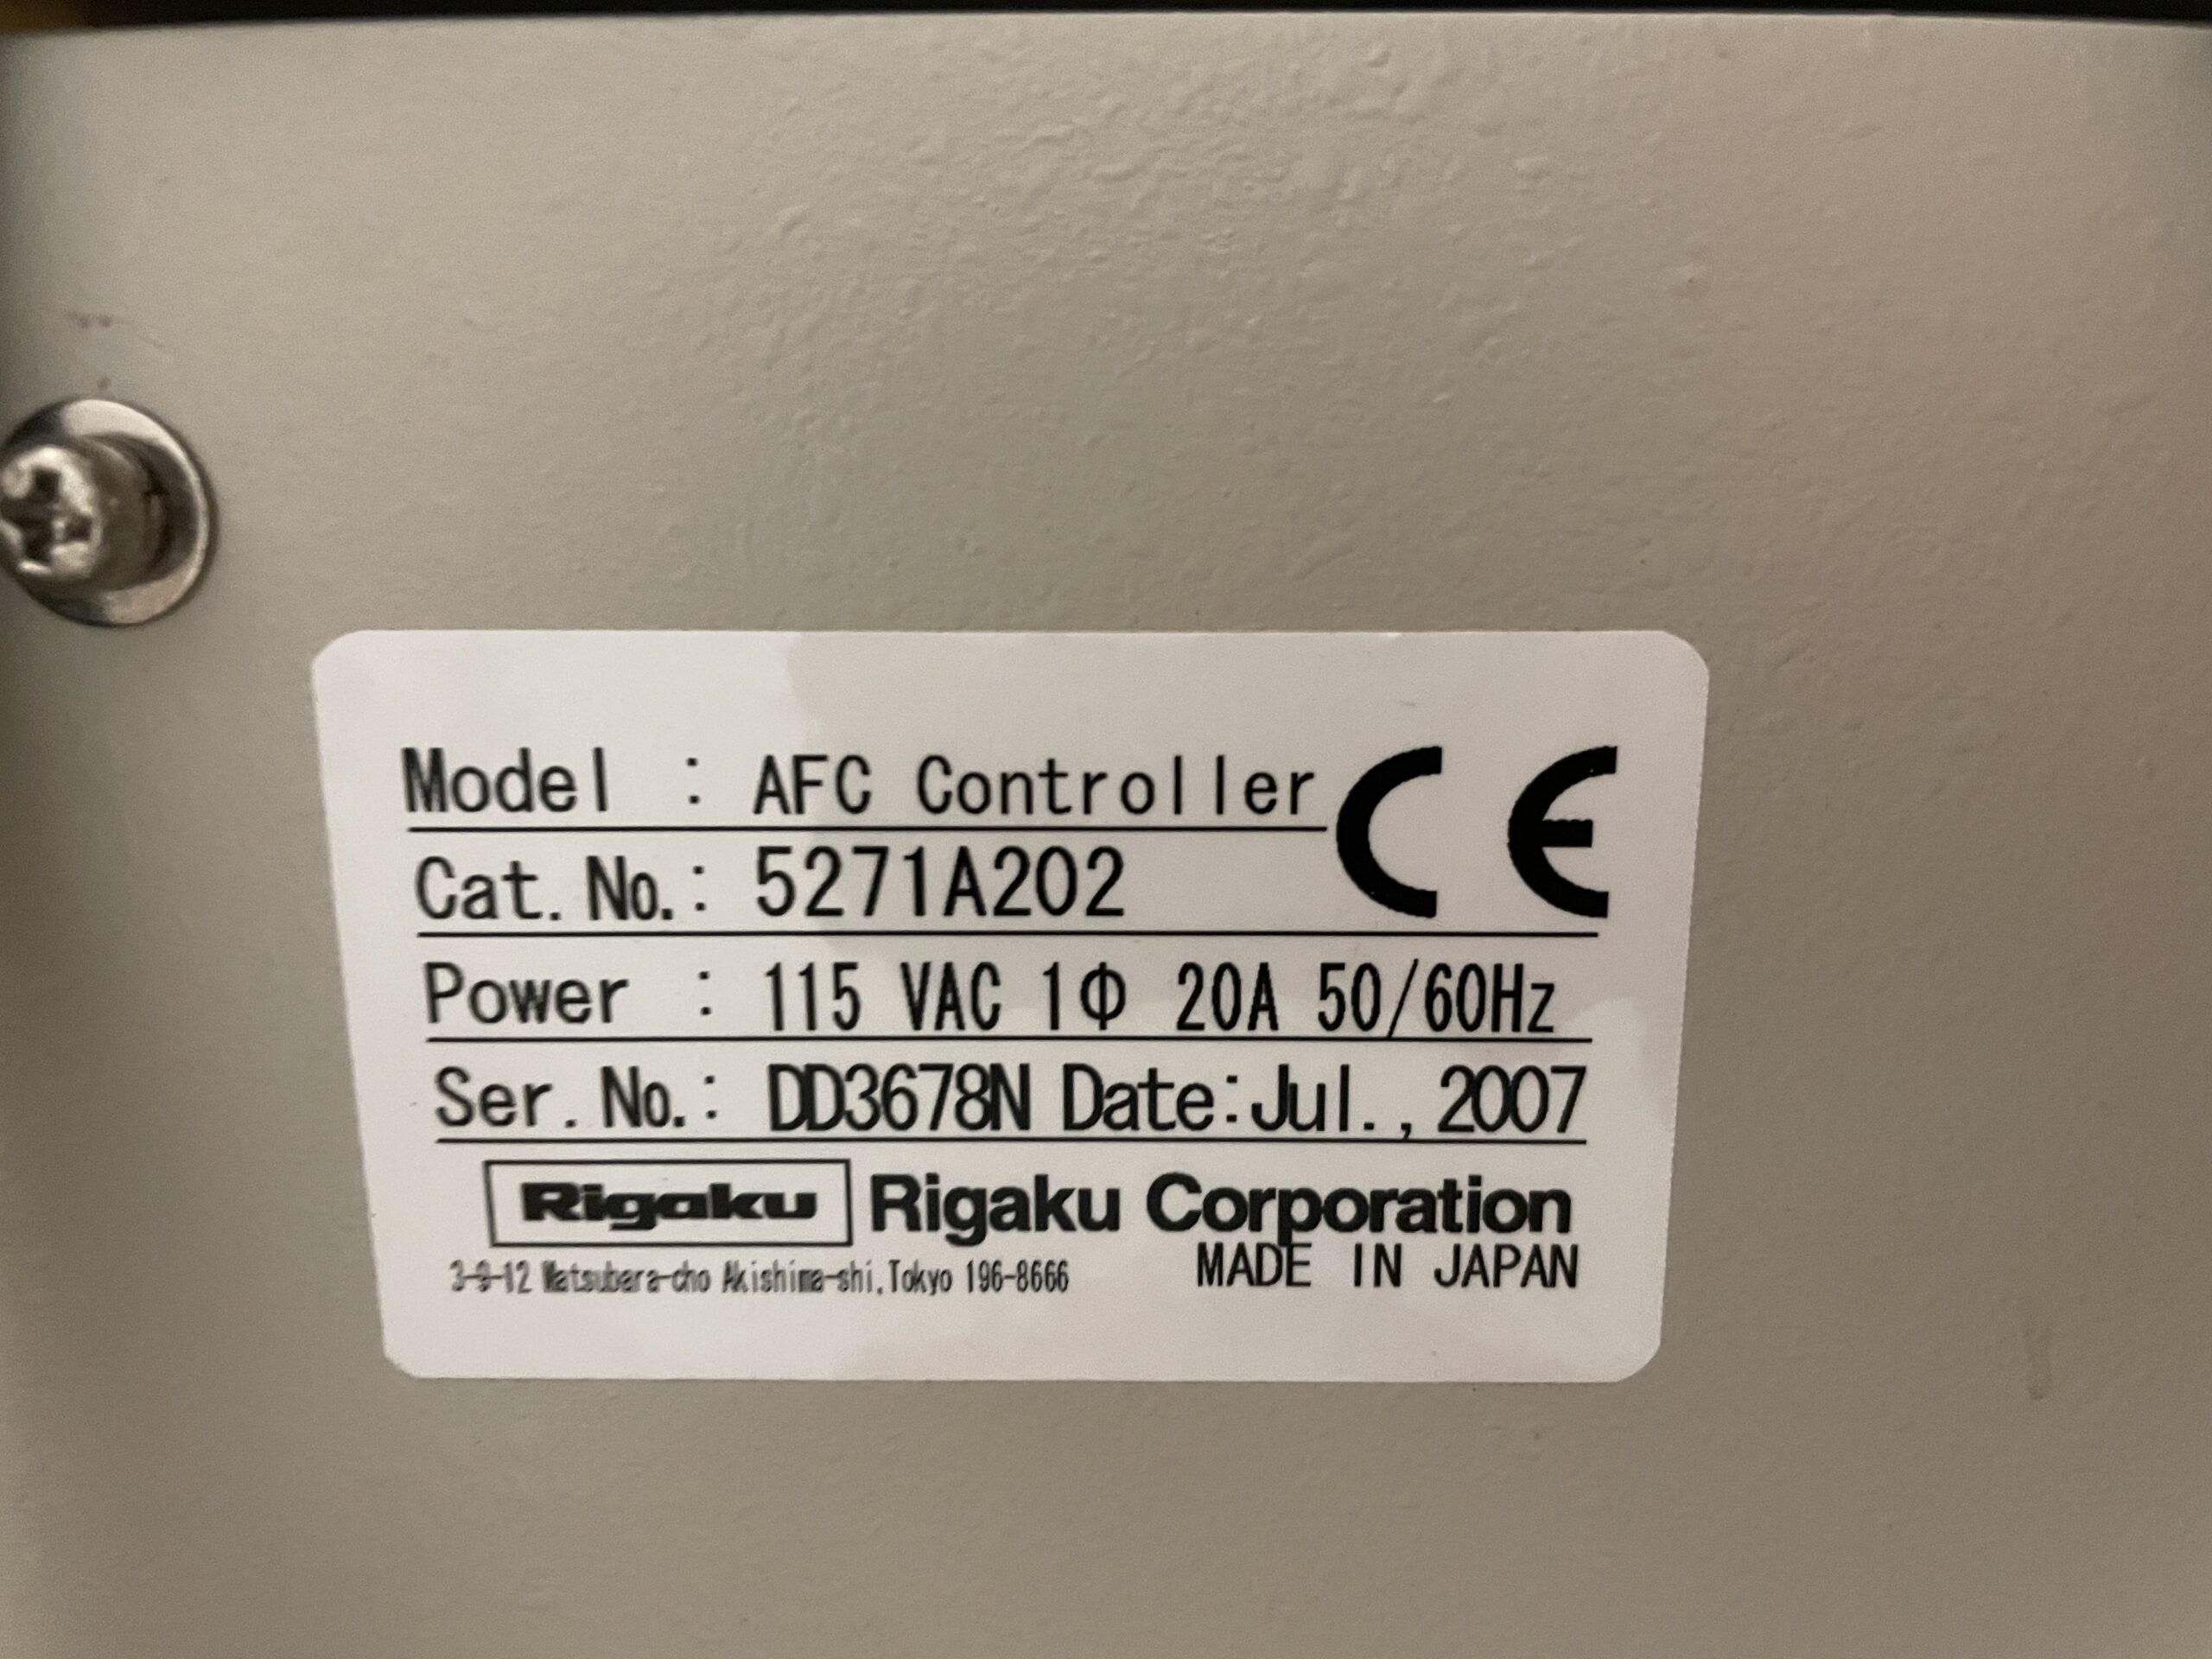 Model : AFC Controller CE
Cat.No.: 5271A202
Power : 115 VAC 1Φ 20A 50/60Hz
Ser.No.: DD3678N Date:Jul.,2007
Rigaku Rigaku Corporation
MADE IN JAPAN
3-9-12 Matsubara-cho Akishima-shi,Tokyo 196-8666